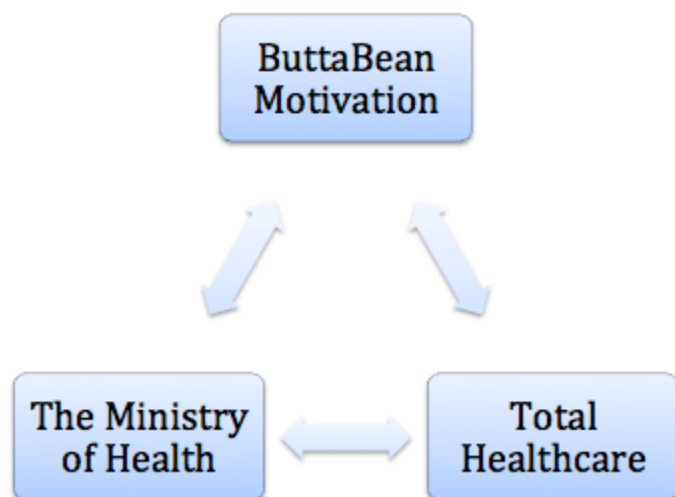 ButtaBean
Motivation
The Ministry
of Health
Total
Healthcare